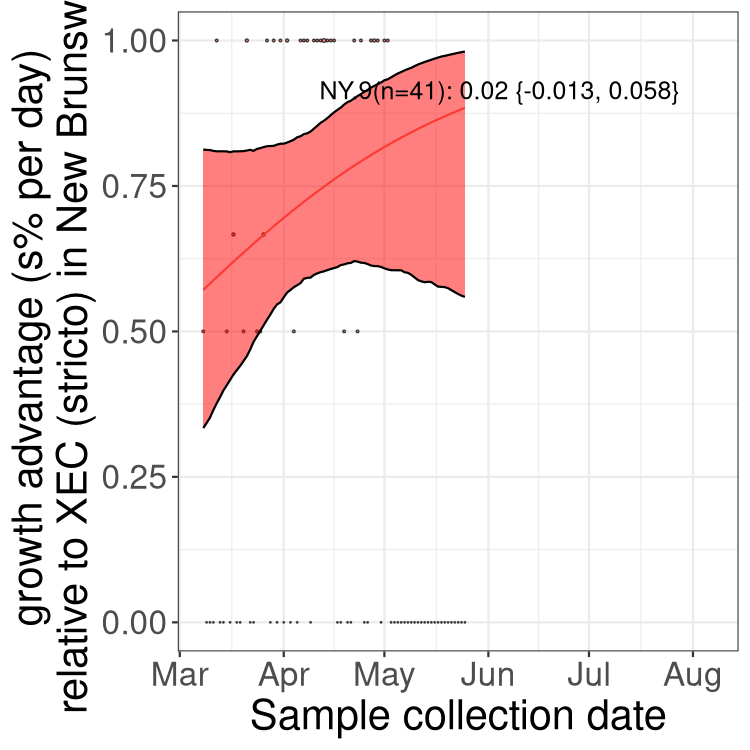 growth advantage (s% per day)
relative to XEC (stricto) in New Brunsw
1.00
0.75
0.50
0.25
0.00
NY.9(n=41): 0.02 {-0.013, 0.058}
Mar Apr May Jun Jul Aug
Sample collection date